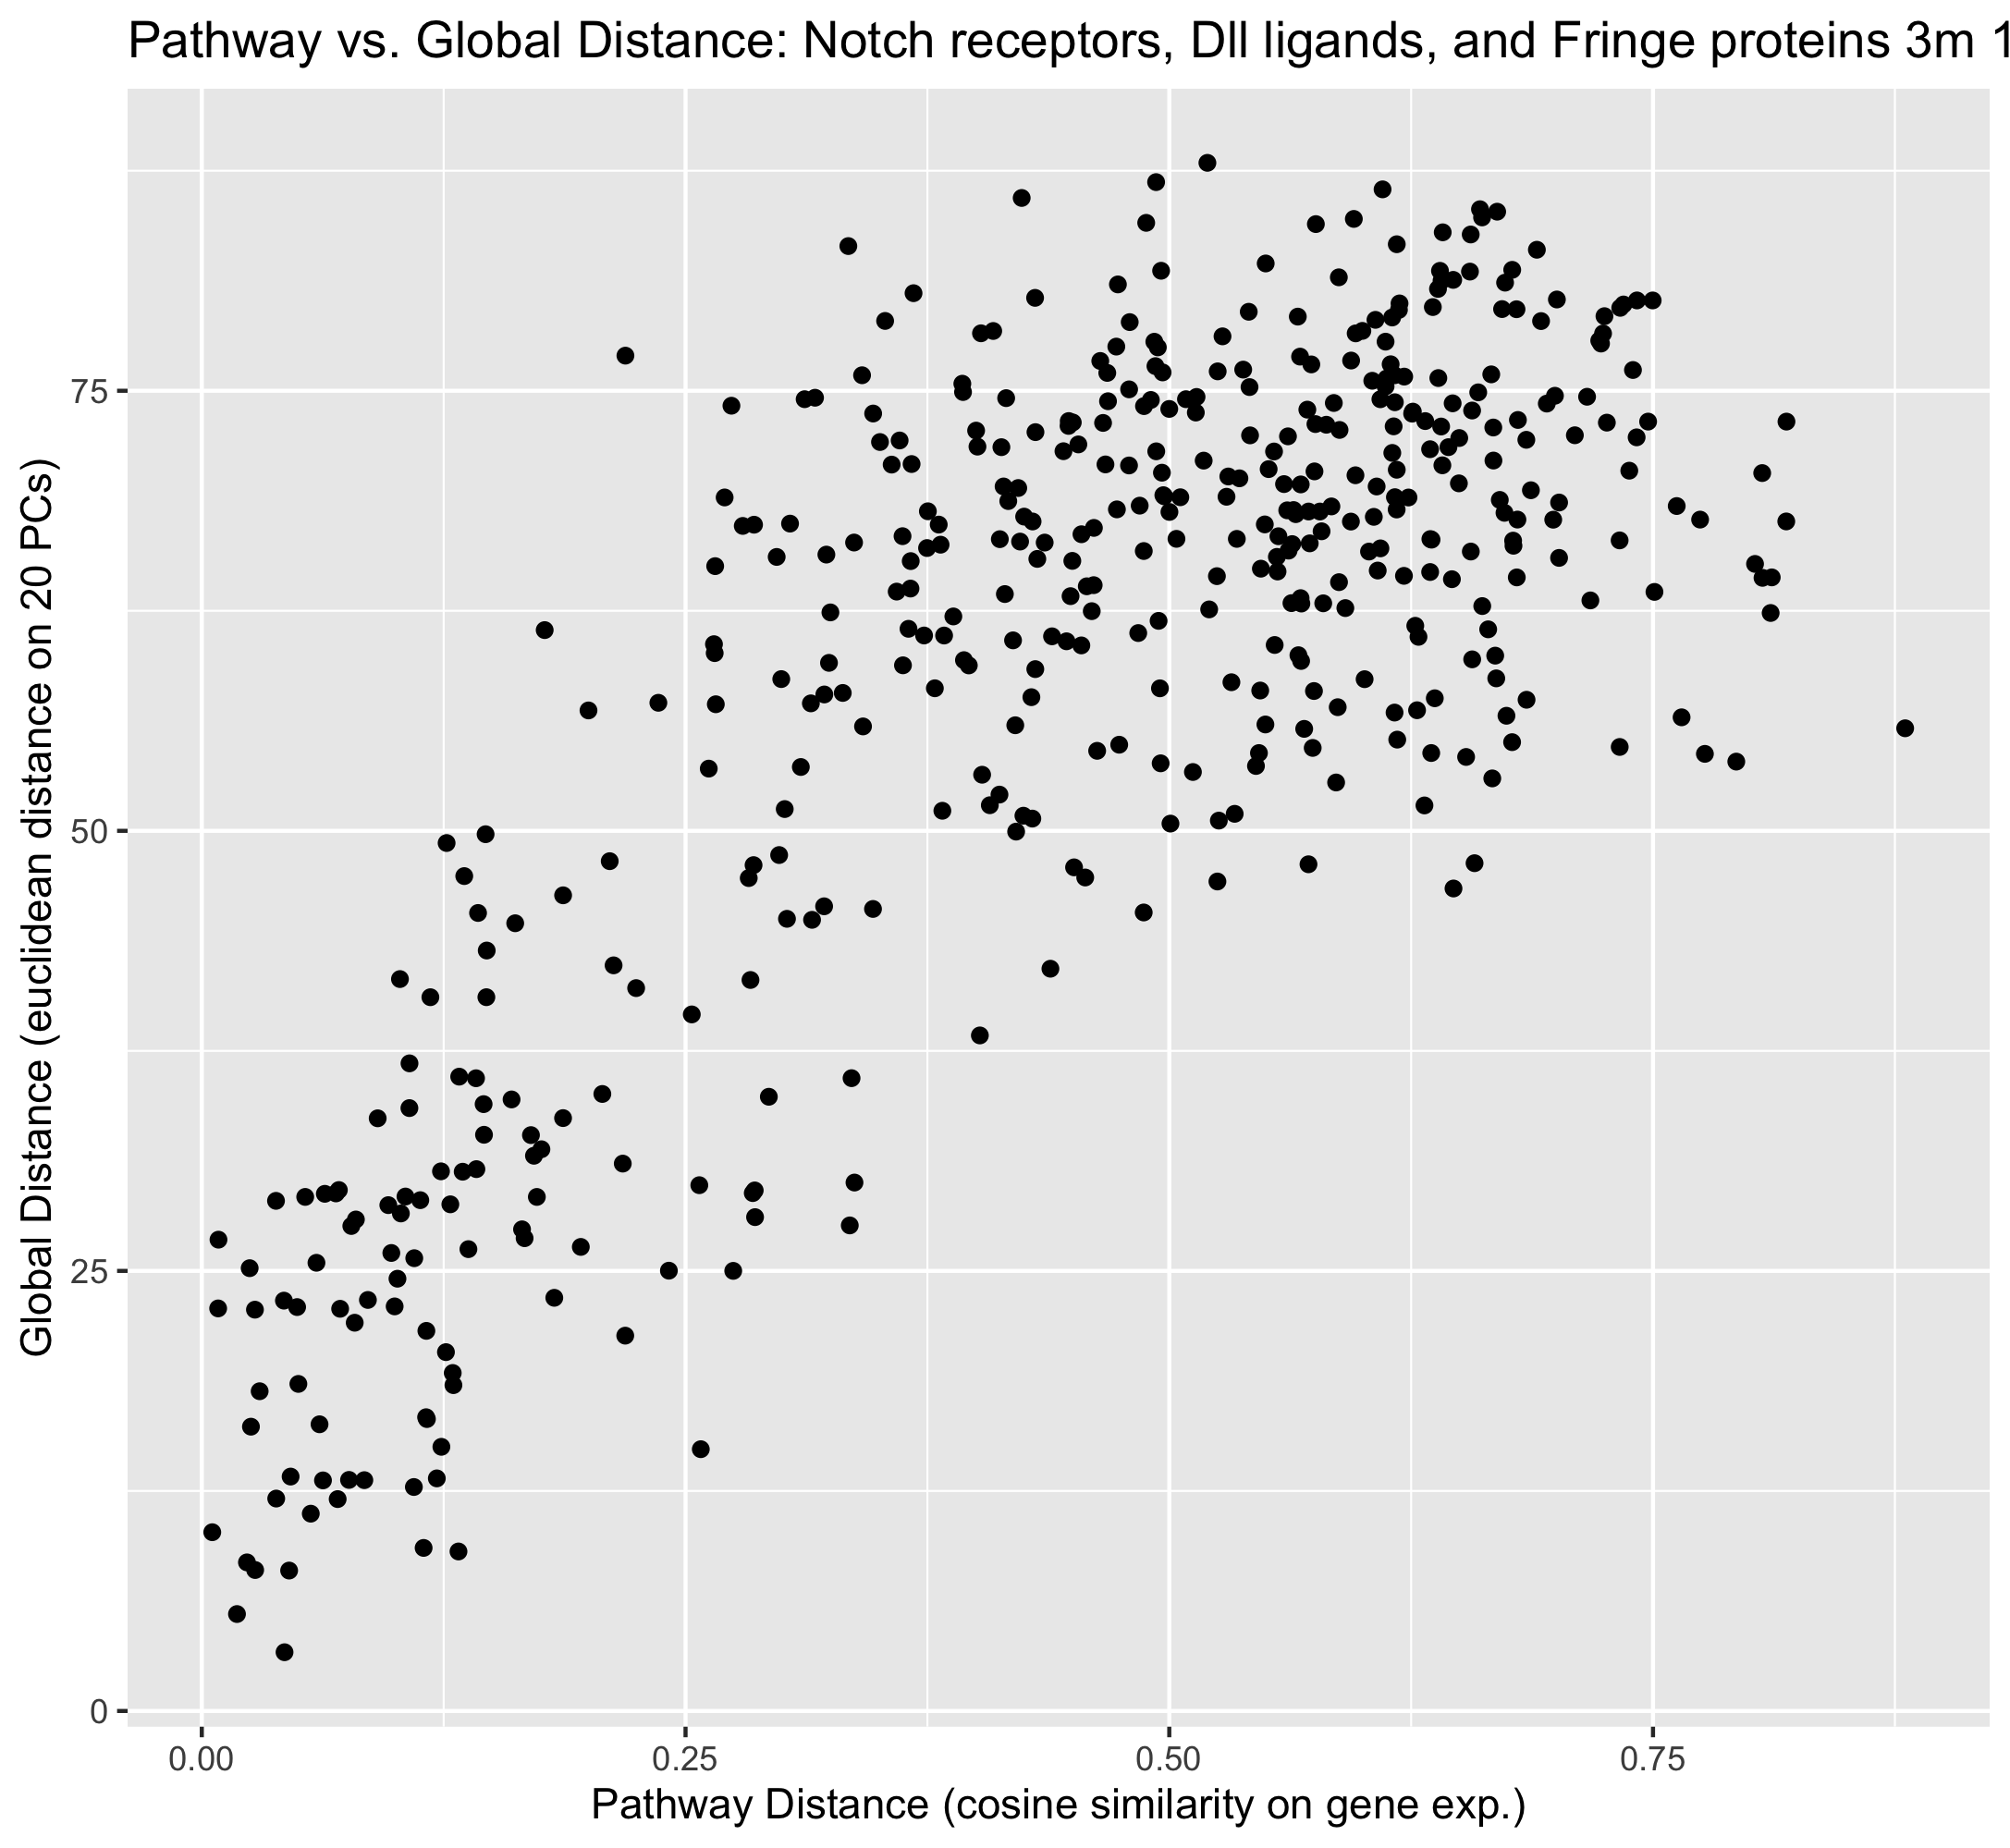 Pathway vs. Global Distance: Notch receptors, Dll ligands, and Fringe proteins 3m 1
Global Distance (euclidean distance on 20 PCs)
75
50
25
0
0.00 0.25 0.50 0.75
Pathway Distance (cosine similarity on gene exp.)